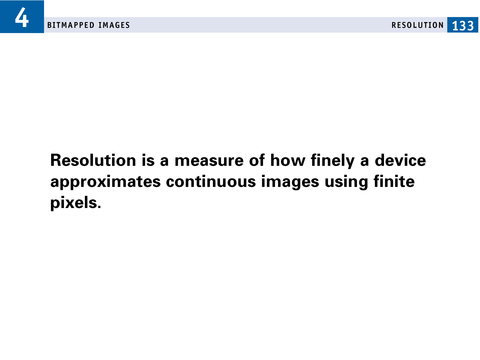 4
BITMAPPED IMAGES
RESOLUTION 133
Resolution is a measure of how finely a device
approximates continuous images using finite
pixels.